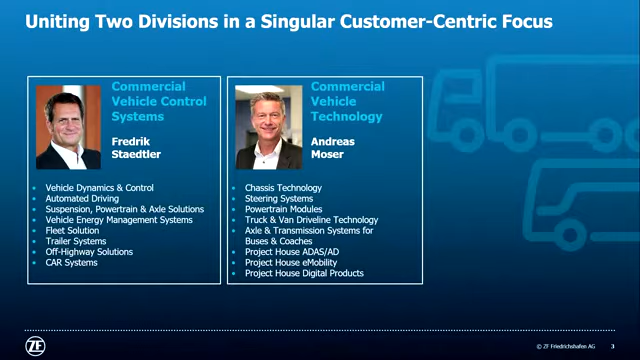 Uniting Two Divisions in a Singular Customer-Centric Focus
Commercial
Vehicle Control
Systems
Fredrik
Staedtler
• Vehicle Dynamics & Control
• Automated Driving
• Suspension, Powertrain & Axle Solutions
• Vehicle Energy Management Systems
• Fleet Solution
• Trailer Systems
• Off-Highway Solutions
• CAR Systems
Commercial
Vehicle
Technology
Andreas
Moser
• Chassis Technology
• Steering Systems
• Powertrain Modules
• Truck & Van Driveline Technology
• Axle & Transmission Systems for
Buses & Coaches
• Project House ADAS/AD
• Project House eMobility
• Project House Digital Products
ZF
© ZF Friedrichshafen AG
3